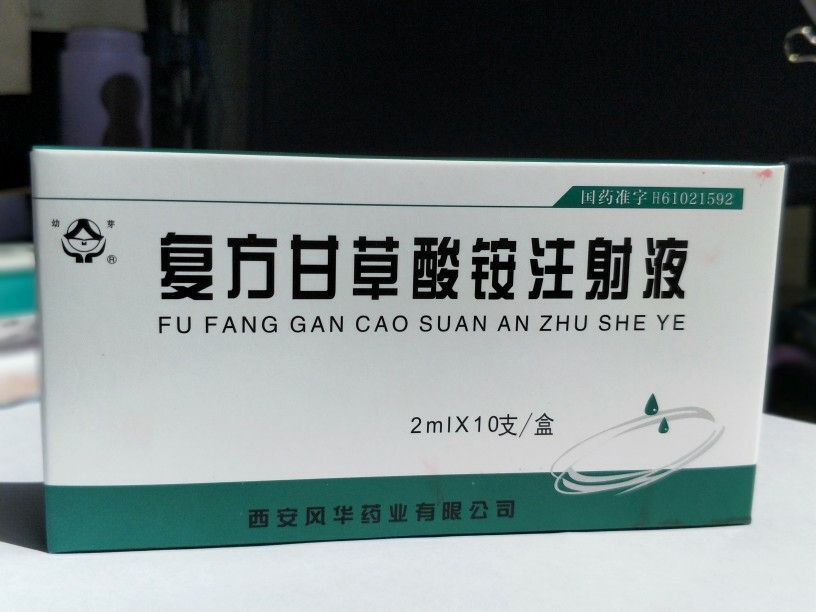 国药准字H61021592
幼 芽
®
复方甘草酸铵注射液
FU FANG GAN CAO SUAN AN ZHU SHE YE
2mlX10支/盒
西安风华药业有限公司